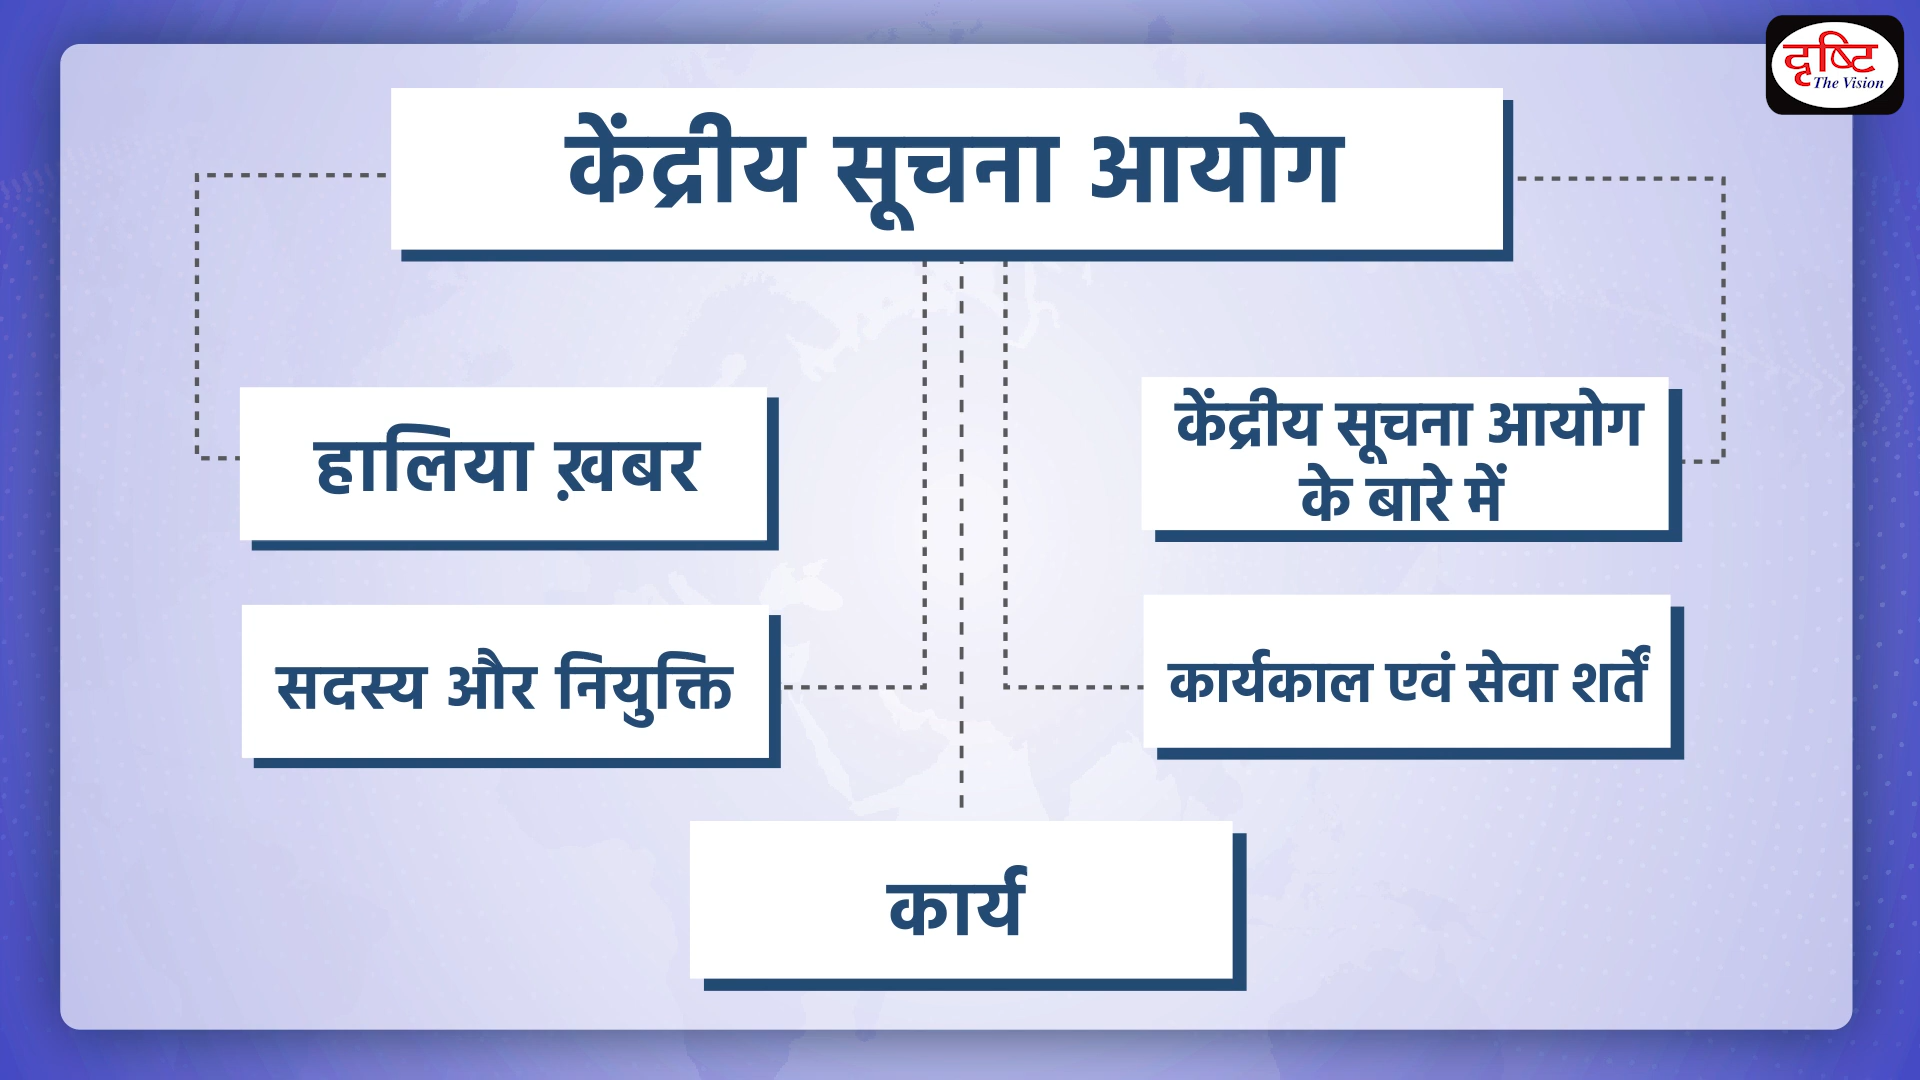 दृष्टि
The Vision
केंद्रीय सूचना आयोग
हालिया ख़बर
केंद्रीय सूचना आयोग
के बारे में
सदस्य और नियुक्ति
कार्यकाल एवं सेवा शर्तें
कार्य